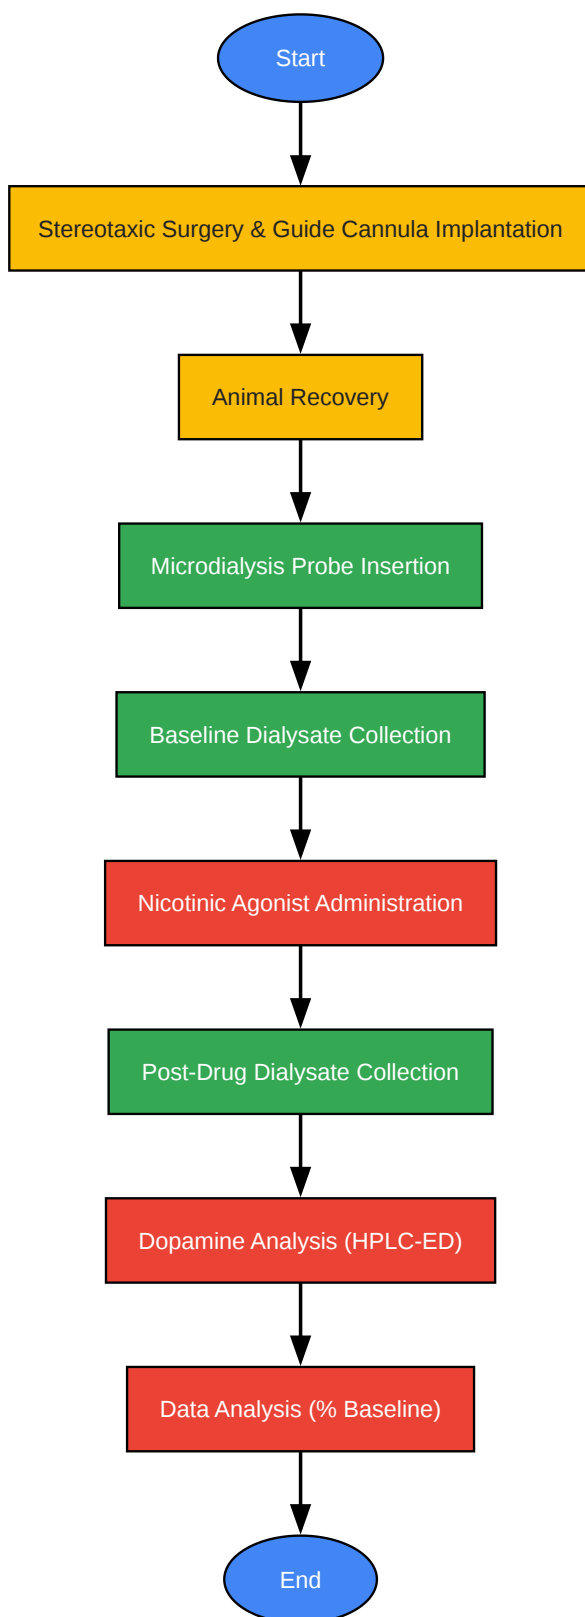 Start
Stereotaxic Surgery & Guide Cannula Implantation
Animal Recovery
Microdialysis Probe Insertion
Baseline Dialysate Collection
Nicotinic Agonist Administration
Post-Drug Dialysate Collection
Dopamine Analysis (HPLC-ED)
Data Analysis (% Baseline)
End